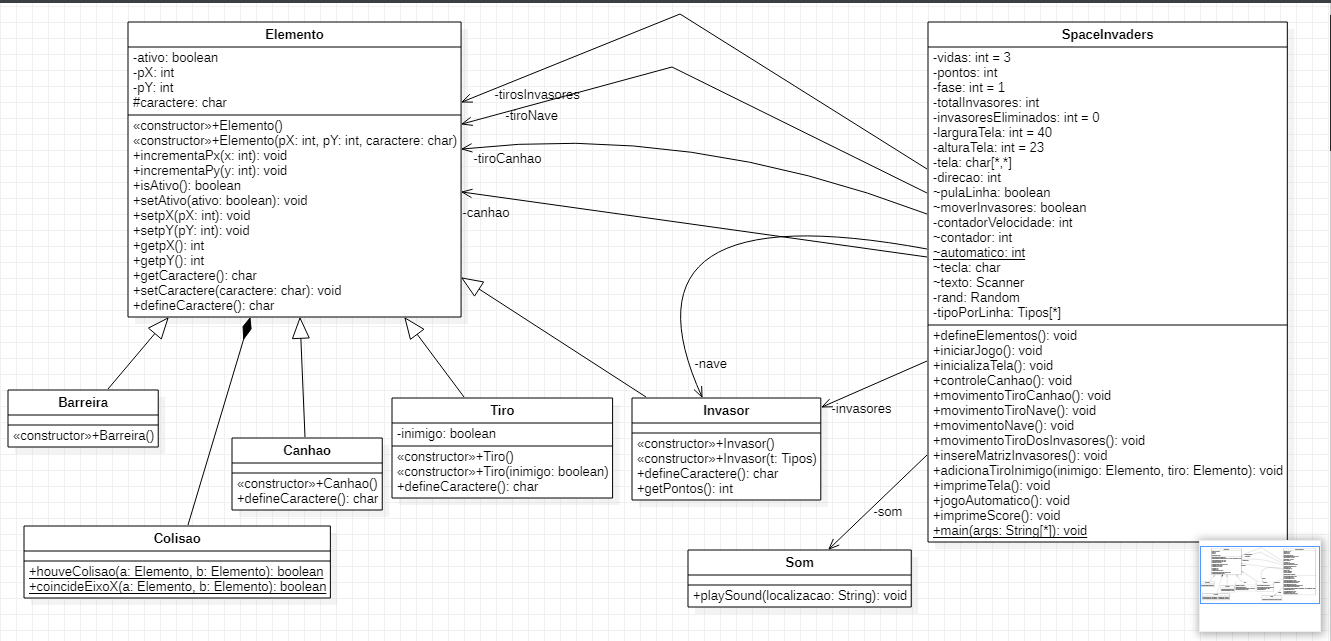 Elemento
-ativo: boolean
-pX: int
-pY: int
#caractere: char
«constructor»+Elemento()
«constructor»+Elemento(pX: int, pY: int, caractere: char)
+incrementaPx(x: int): void
+incrementaPy(y: int): void
+isAtivo(): boolean
+setAtivo(ativo: boolean): void
+setpX(pX: int): void
+setpY(pY: int): void
+getpX(): int
+getpY(): int
+getCaractere(): char
+setCaractere(caractere: char): void
+defineCaractere(): char
-tirosInvasores
-tiroNave
-tiroCanhao
-canhao
-nave
-invasores
-som
SpaceInvaders
-vidas: int = 3
-pontos: int
-fase: int = 1
-totalInvasores: int
-invasoresEliminados: int = 0
-larguraTela: int = 40
-alturaTela: int = 23
-tela: char[*,*]
-direcao: int
~pulaLinha: boolean
~moverInvasores: boolean
-contadorVelocidade: int
~contador: int
~automatico: int
~tecla: char
~texto: Scanner
-rand: Random
-tipoPorLinha: Tipos[*]
+defineElementos(): void
+iniciarJogo(): void
+inicializaTela(): void
+controleCanhao(): void
+movimentoTiroCanhao(): void
+movimentoTiroNave(): void
+movimentoNave(): void
+movimentoTiroDosInvasores(): void
+insereMatrizInvasores(): void
+adicionaTiroInimigo(inimigo: Elemento, tiro: Elemento): void
+imprimeTela(): void
+jogoAutomatico(): void
+imprimeScore(): void
+main(args: String[*]): void
Barreira
«constructor»+Barreira()
Canhao
«constructor»+Canhao()
+defineCaractere(): char
Tiro
-inimigo: boolean
«constructor»+Tiro()
«constructor»+Tiro(inimigo: boolean)
+defineCaractere(): char
Invasor
«constructor»+Invasor()
«constructor»+Invasor(t: Tipos)
+defineCaractere(): char
+getPontos(): int
Colisao
+houveColisao(a: Elemento, b: Elemento): boolean
+coincideEixoX(a: Elemento, b: Elemento): boolean
Som
+playSound(localizacao: String): void